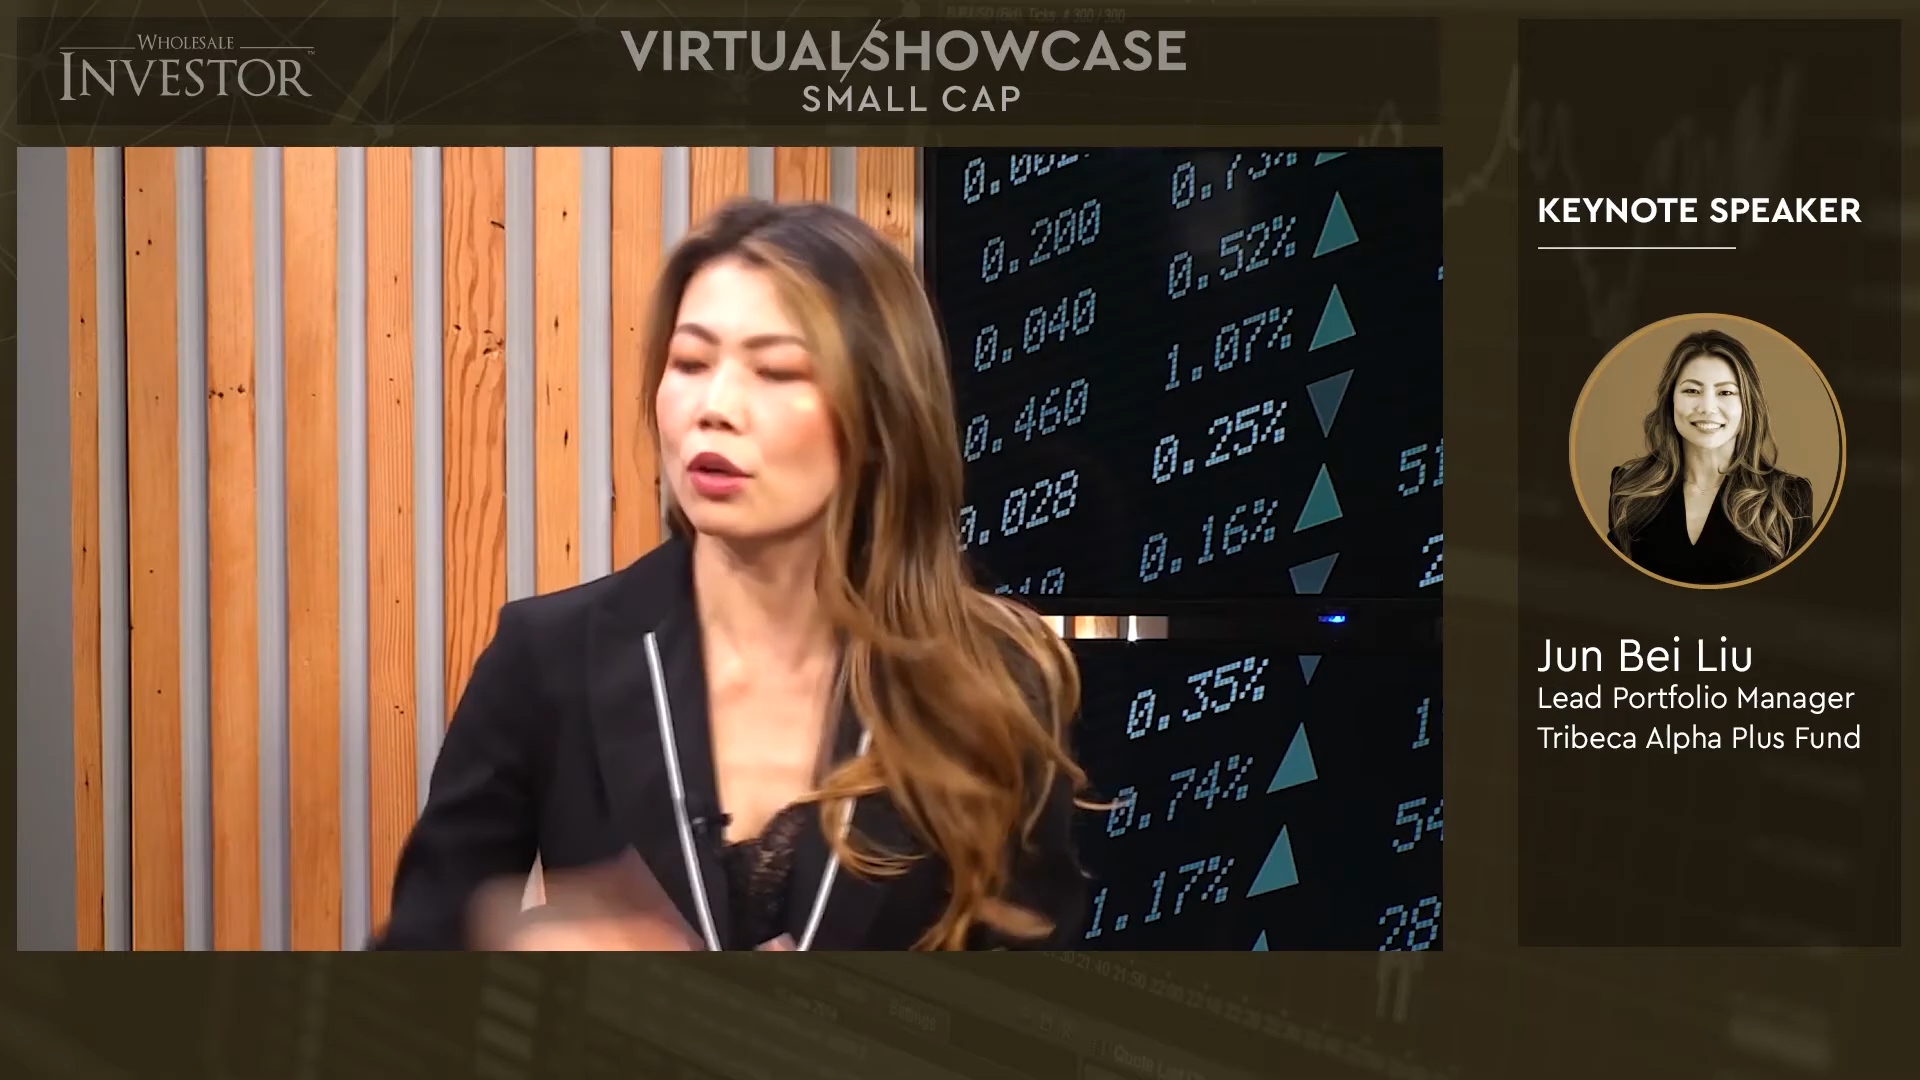 WHOLESALE
INVESTOR™
VIRTUAL/SHOWCASE
SMALL CAP
KEYNOTE SPEAKER
Jun Bei Liu
Lead Portfolio Manager
Tribeca Alpha Plus Fund
0.200
0.52%
0.040
1.07%
0.460
0.25%
0.028
0.16%
0.35%
0.74%
1.17%